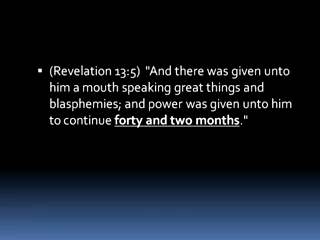 ▪ (Revelation 13:5)  "And there was given unto
him a mouth speaking great things and
blasphemies; and power was given unto him
to continue forty and two months."